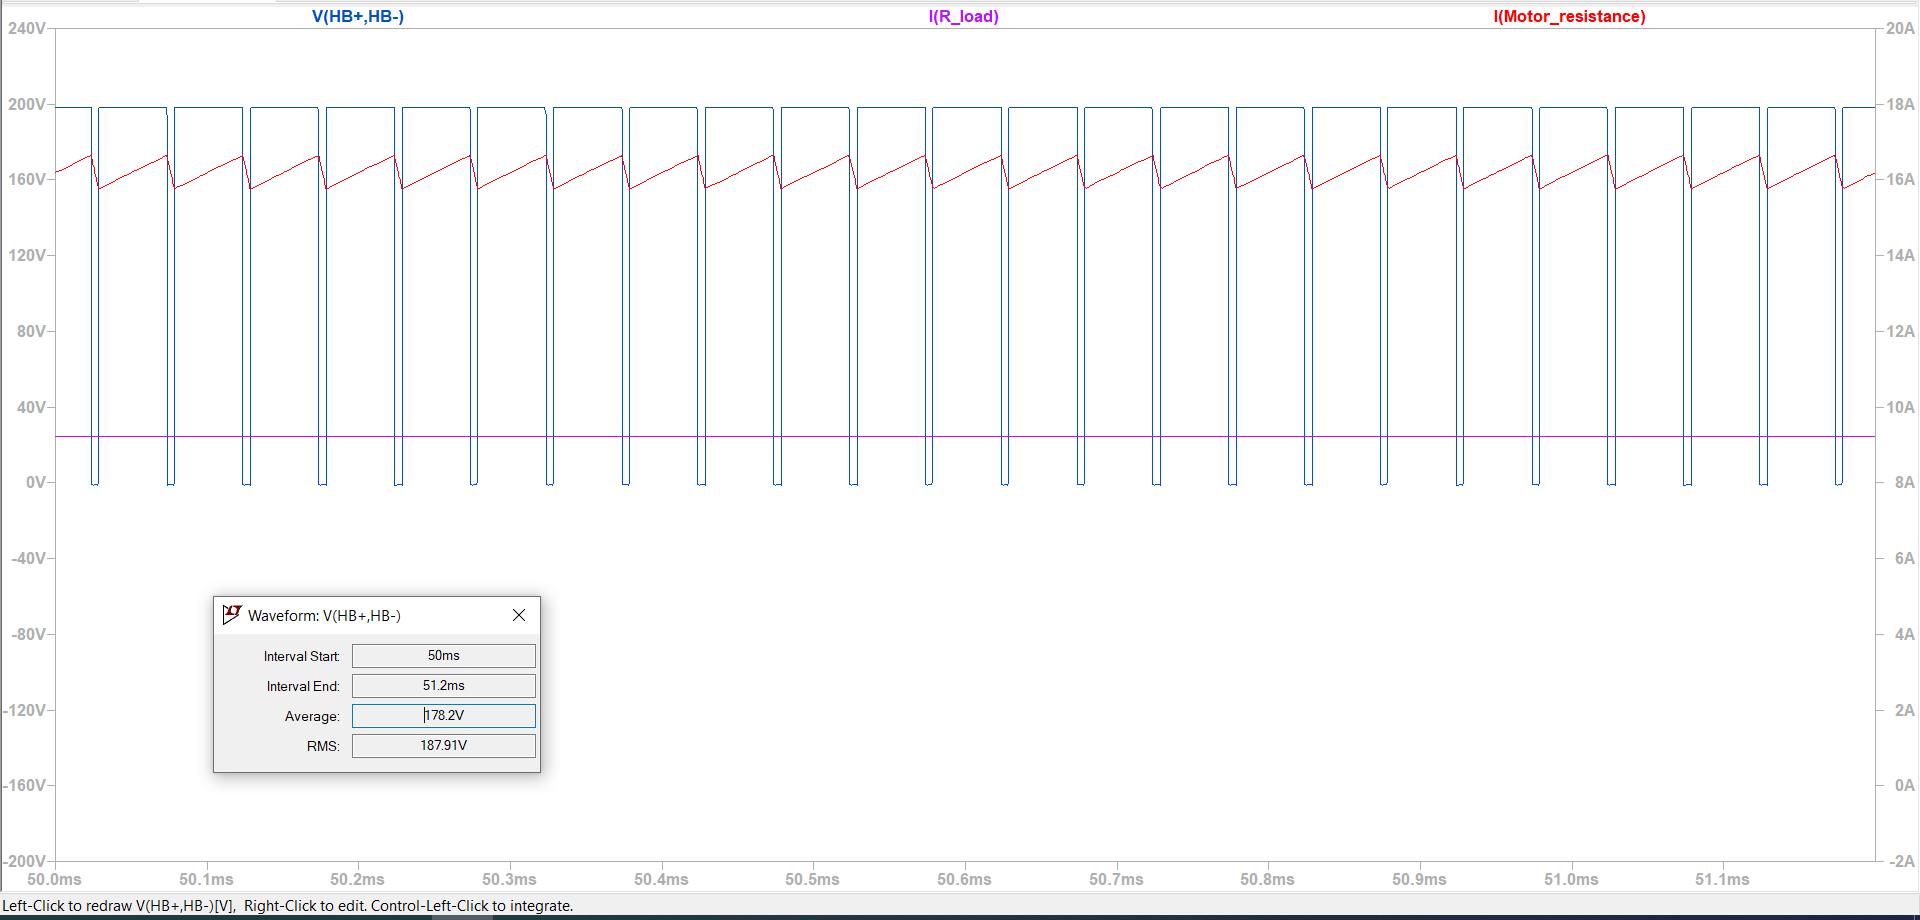 V(HB+,HB-) I(R_load) I(Motor_resistance)
240V 20A
200V 18A
160V 16A
120V 14A
80V 12A
40V 10A
0V 8A
-40V 6A
Waveform: V(HB+,HB-)
-80V 4A
Interval Start: 50ms
Interval End: 51.2ms
-120V Average: 178.2V 2A
RMS: 187.91V
-160V 0A
-200V -2A
50.0ms 50.1ms 50.2ms 50.3ms 50.4ms 50.5ms 50.6ms 50.7ms 50.8ms 50.9ms 51.0ms 51.1ms
Left-Click to redraw V(HB+,HB-)[V], Right-Click to edit. Control-Left-Click to integrate.